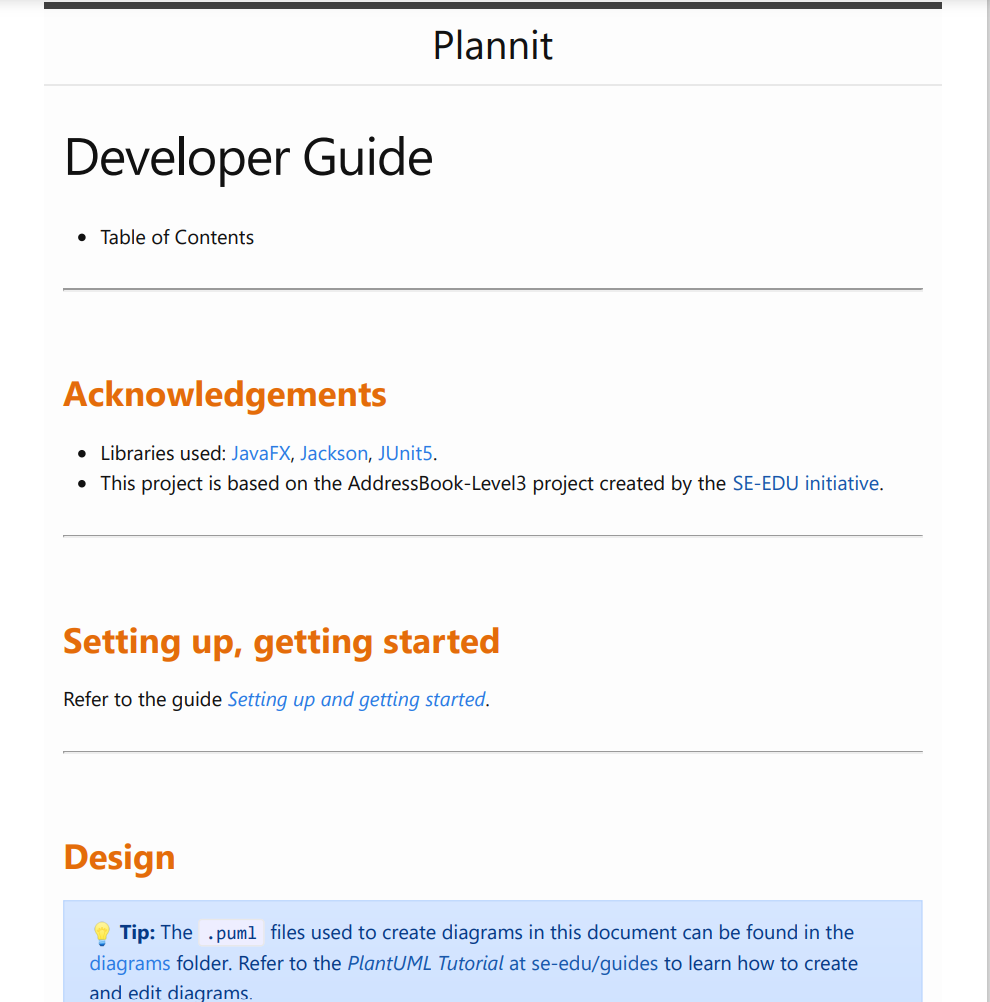 Plannit
Developer Guide
Table of Contents
Acknowledgements
Libraries used: JavaFX, Jackson, JUnit5.
This project is based on the AddressBook-Level3 project created by the SE-EDU initiative.
Setting up, getting started
Refer to the guide Setting up and getting started.
Design
Tip: The .puml files used to create diagrams in this document can be found in the
diagrams folder. Refer to the PlantUML Tutorial at se-edu/guides to learn how to create
and edit diagrams.